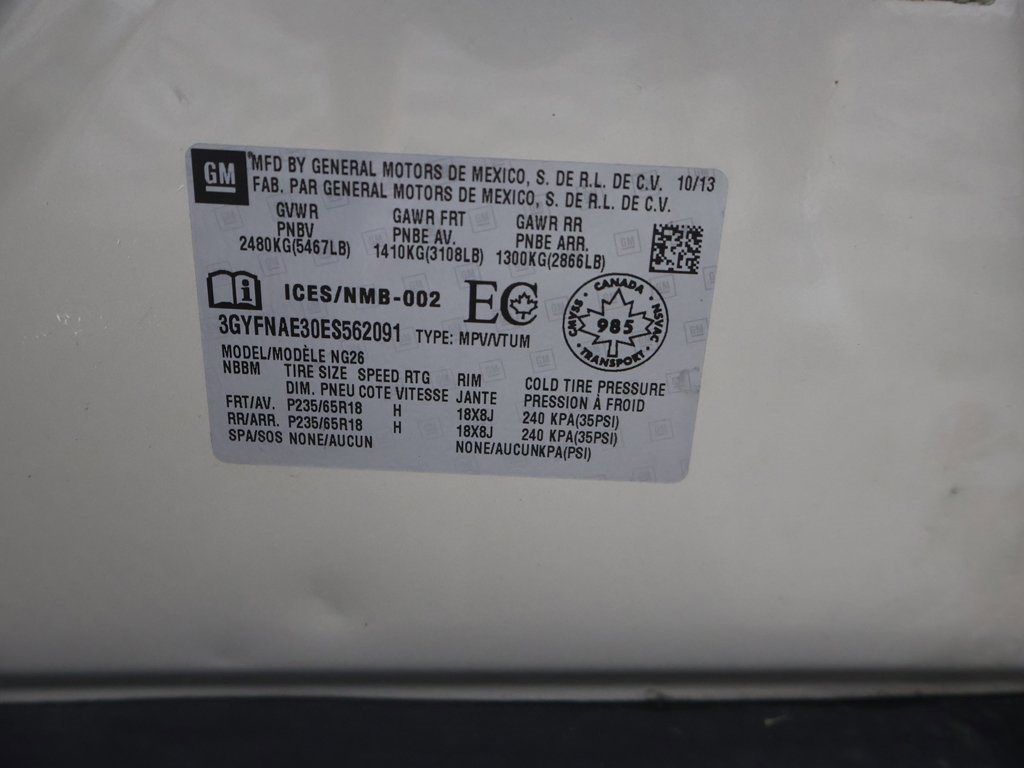 GM
MFD BY GENERAL MOTORS DE MEXICO, S. DE R.L. DE C.V. 10/13
FAB. PAR GENERAL MOTORS DE MEXICO, S. DE R.L. DE C.V.
GVWR GAWR FRT GAWR RR
PNBV PNBE AV. PNBE ARR.
2480KG(5467LB) 1410KG(3108LB) 1300KG(2866LB)
i ICES/NMB-002 EC
CANADA
CMVSS 985 NSVAC
TRANSPORT
3GYFNAE30ES562091 TYPE: MPV/VTUM
MODEL/MODÈLE NG26
NBBM TIRE SIZE SPEED RTG RIM COLD TIRE PRESSURE
DIM. PNEU COTE VITESSE JANTE PRESSION À FROID
FRT/AV. P235/65R18 H 18X8J 240 KPA(35PSI)
RR/ARR. P235/65R18 H 18X8J 240 KPA(35PSI)
SPA/SOS NONE/AUCUN NONE/AUCUNKPA(PSI)